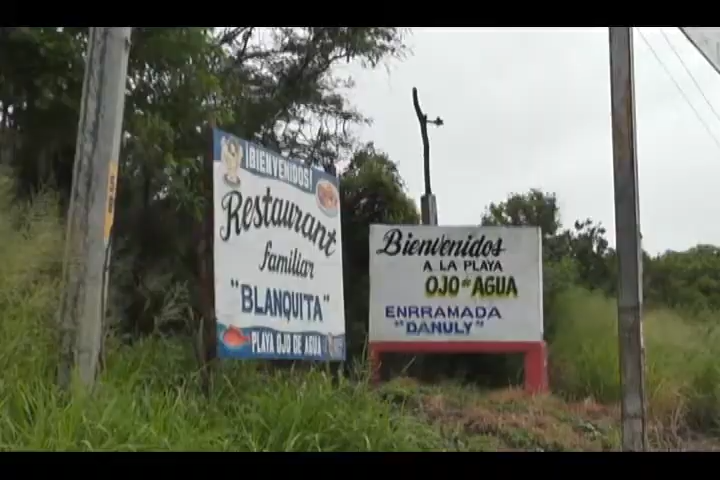 ¡BIENVENIDOS!
Restaurant
familiar
"BLANQUITA"
PLAYA OJO DE AGUA
Bienvenidos
A LA PLAYA
OJO de AGUA
ENRRAMADA
"DANULY"